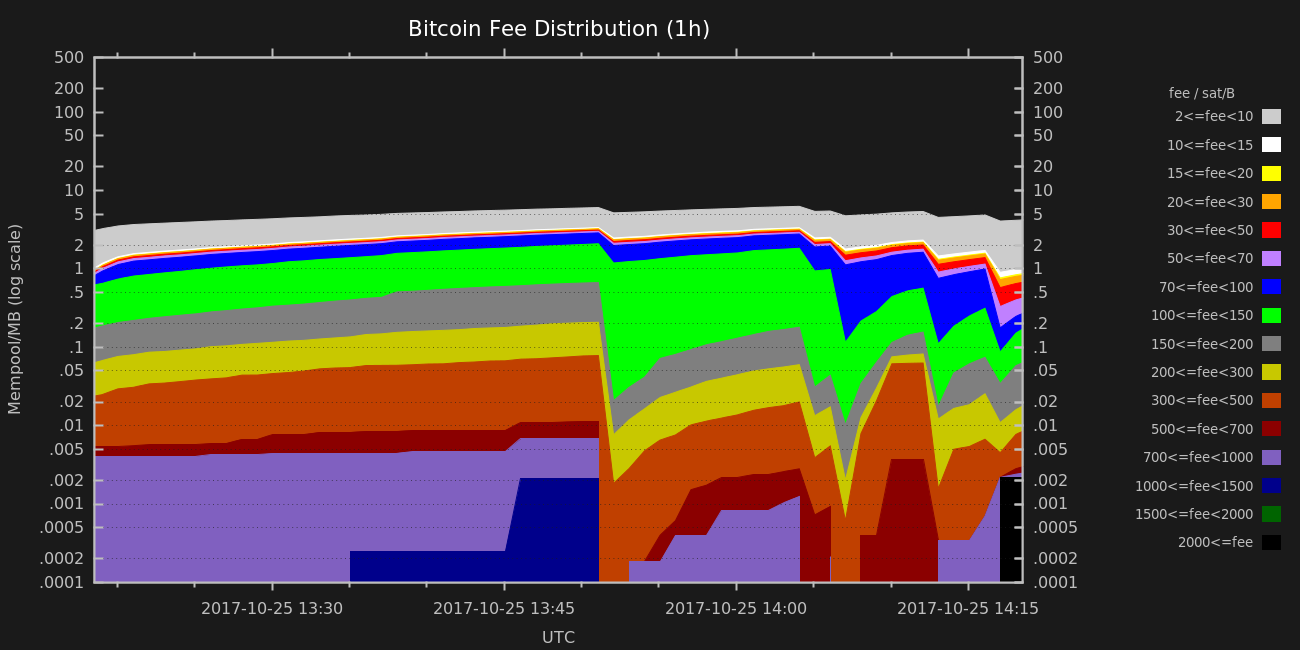 Bitcoin Fee Distribution (1h)
Mempool/MB (log scale)
500
200
100
50
20
10
5
2
1
.5
.2
.1
.05
.02
.01
.005
.002
.001
.0005
.0002
.0001
500
200
100
50
20
10
5
2
1
.5
.2
.1
.05
.02
.01
.005
.002
.001
.0005
.0002
.0001
2017-10-25 13:30
2017-10-25 13:45
2017-10-25 14:00
2017-10-25 14:15
UTC
fee / sat/B
2<=fee<10
10<=fee<15
15<=fee<20
20<=fee<30
30<=fee<50
50<=fee<70
70<=fee<100
100<=fee<150
150<=fee<200
200<=fee<300
300<=fee<500
500<=fee<700
700<=fee<1000
1000<=fee<1500
1500<=fee<2000
2000<=fee